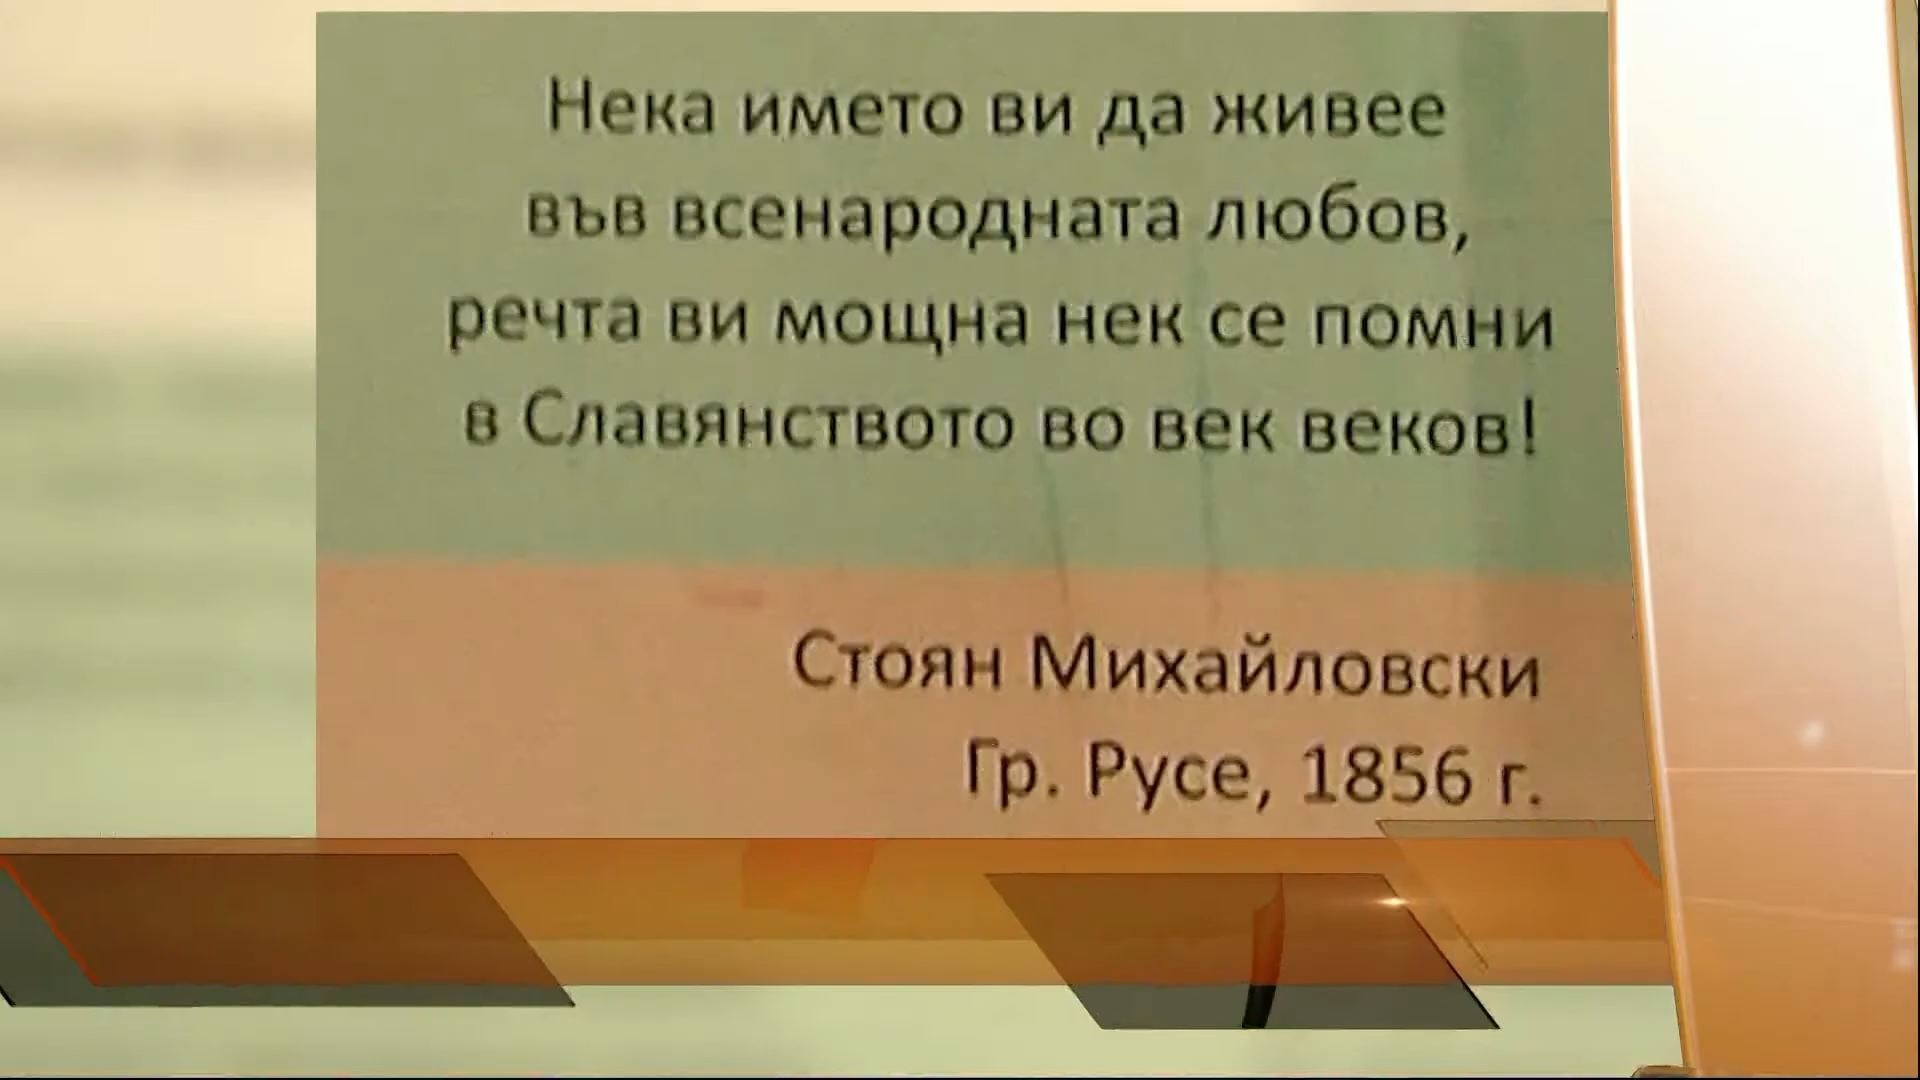 Нека името ви да живее
във всенародната любов,
речта ви мощна нек се помни
в Славянството во век веков!
Стоян Михайловски
Гр. Русе, 1856 г.